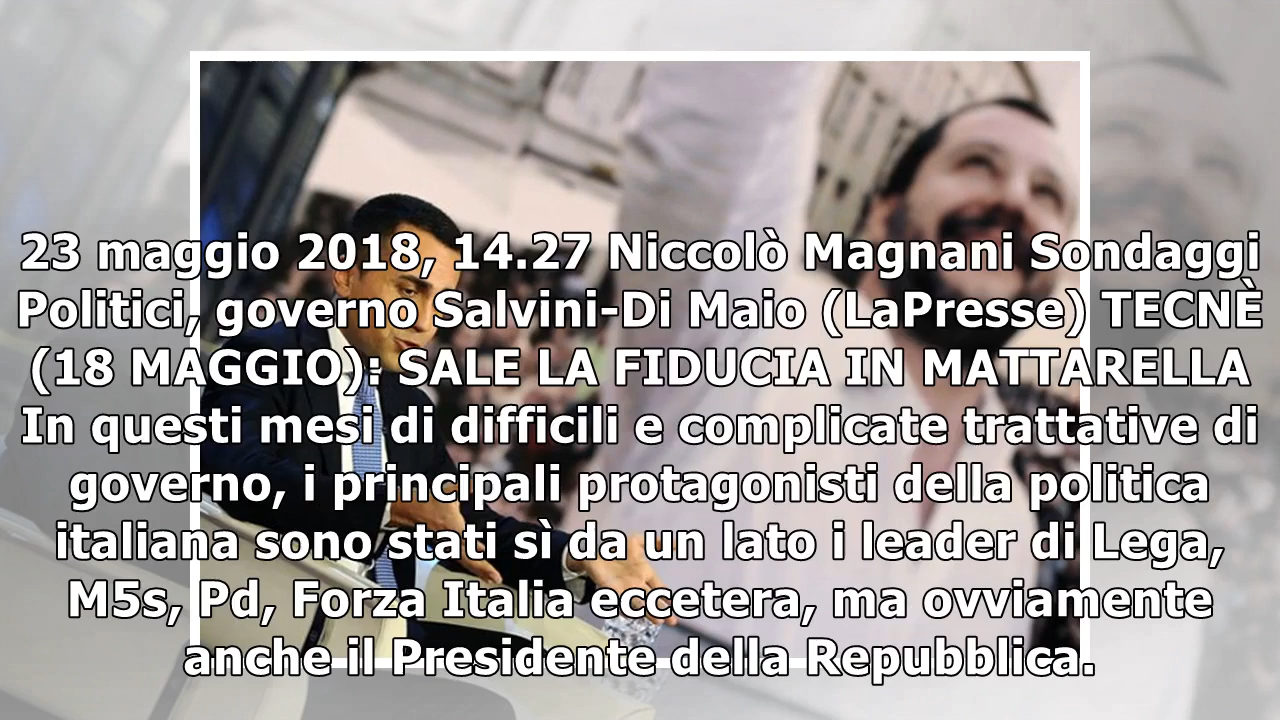 23 maggio 2018, 14.27 Niccolò Magnani Sondaggi
Politici, governo Salvini-Di Maio (LaPresse) TECNÈ
(18 MAGGIO): SALE LA FIDUCIA IN MATTARELLA
In questi mesi di difficili e complicate trattative di
governo, i principali protagonisti della politica
italiana sono stati sì da un lato i leader di Lega,
M5s, Pd, Forza Italia eccetera, ma ovviamente
anche il Presidente della Repubblica.